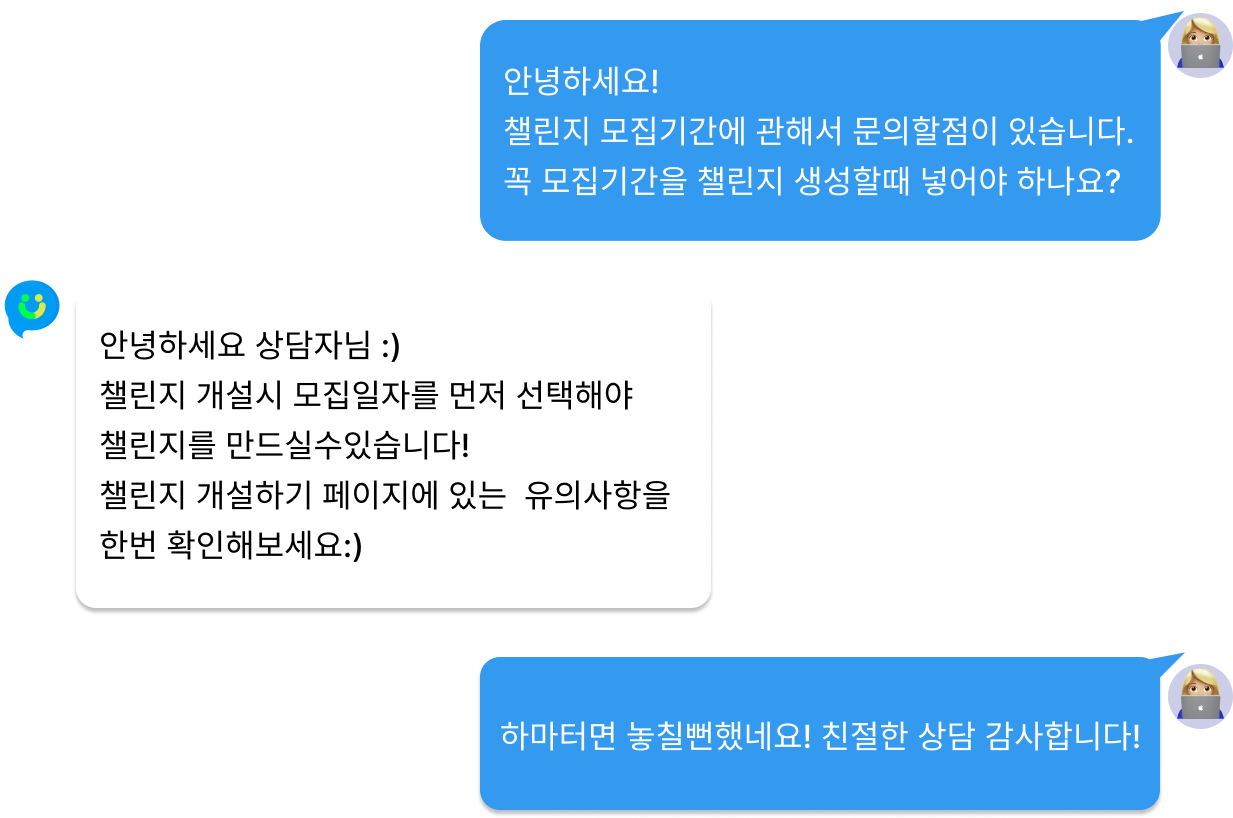 안녕하세요!
챌린지 모집기간에 관해서 문의할점이 있습니다.
꼭 모집기간을 챌린지 생성할때 넣어야 하나요?
안녕하세요 상담자님 :)
챌린지 개설시 모집일자를 먼저 선택해야
챌린지를 만드실수있습니다!
챌린지 개설하기 페이지에 있는  유의사항을
한번 확인해보세요:)
하마터면 놓칠뻔했네요! 친절한 상담 감사합니다!